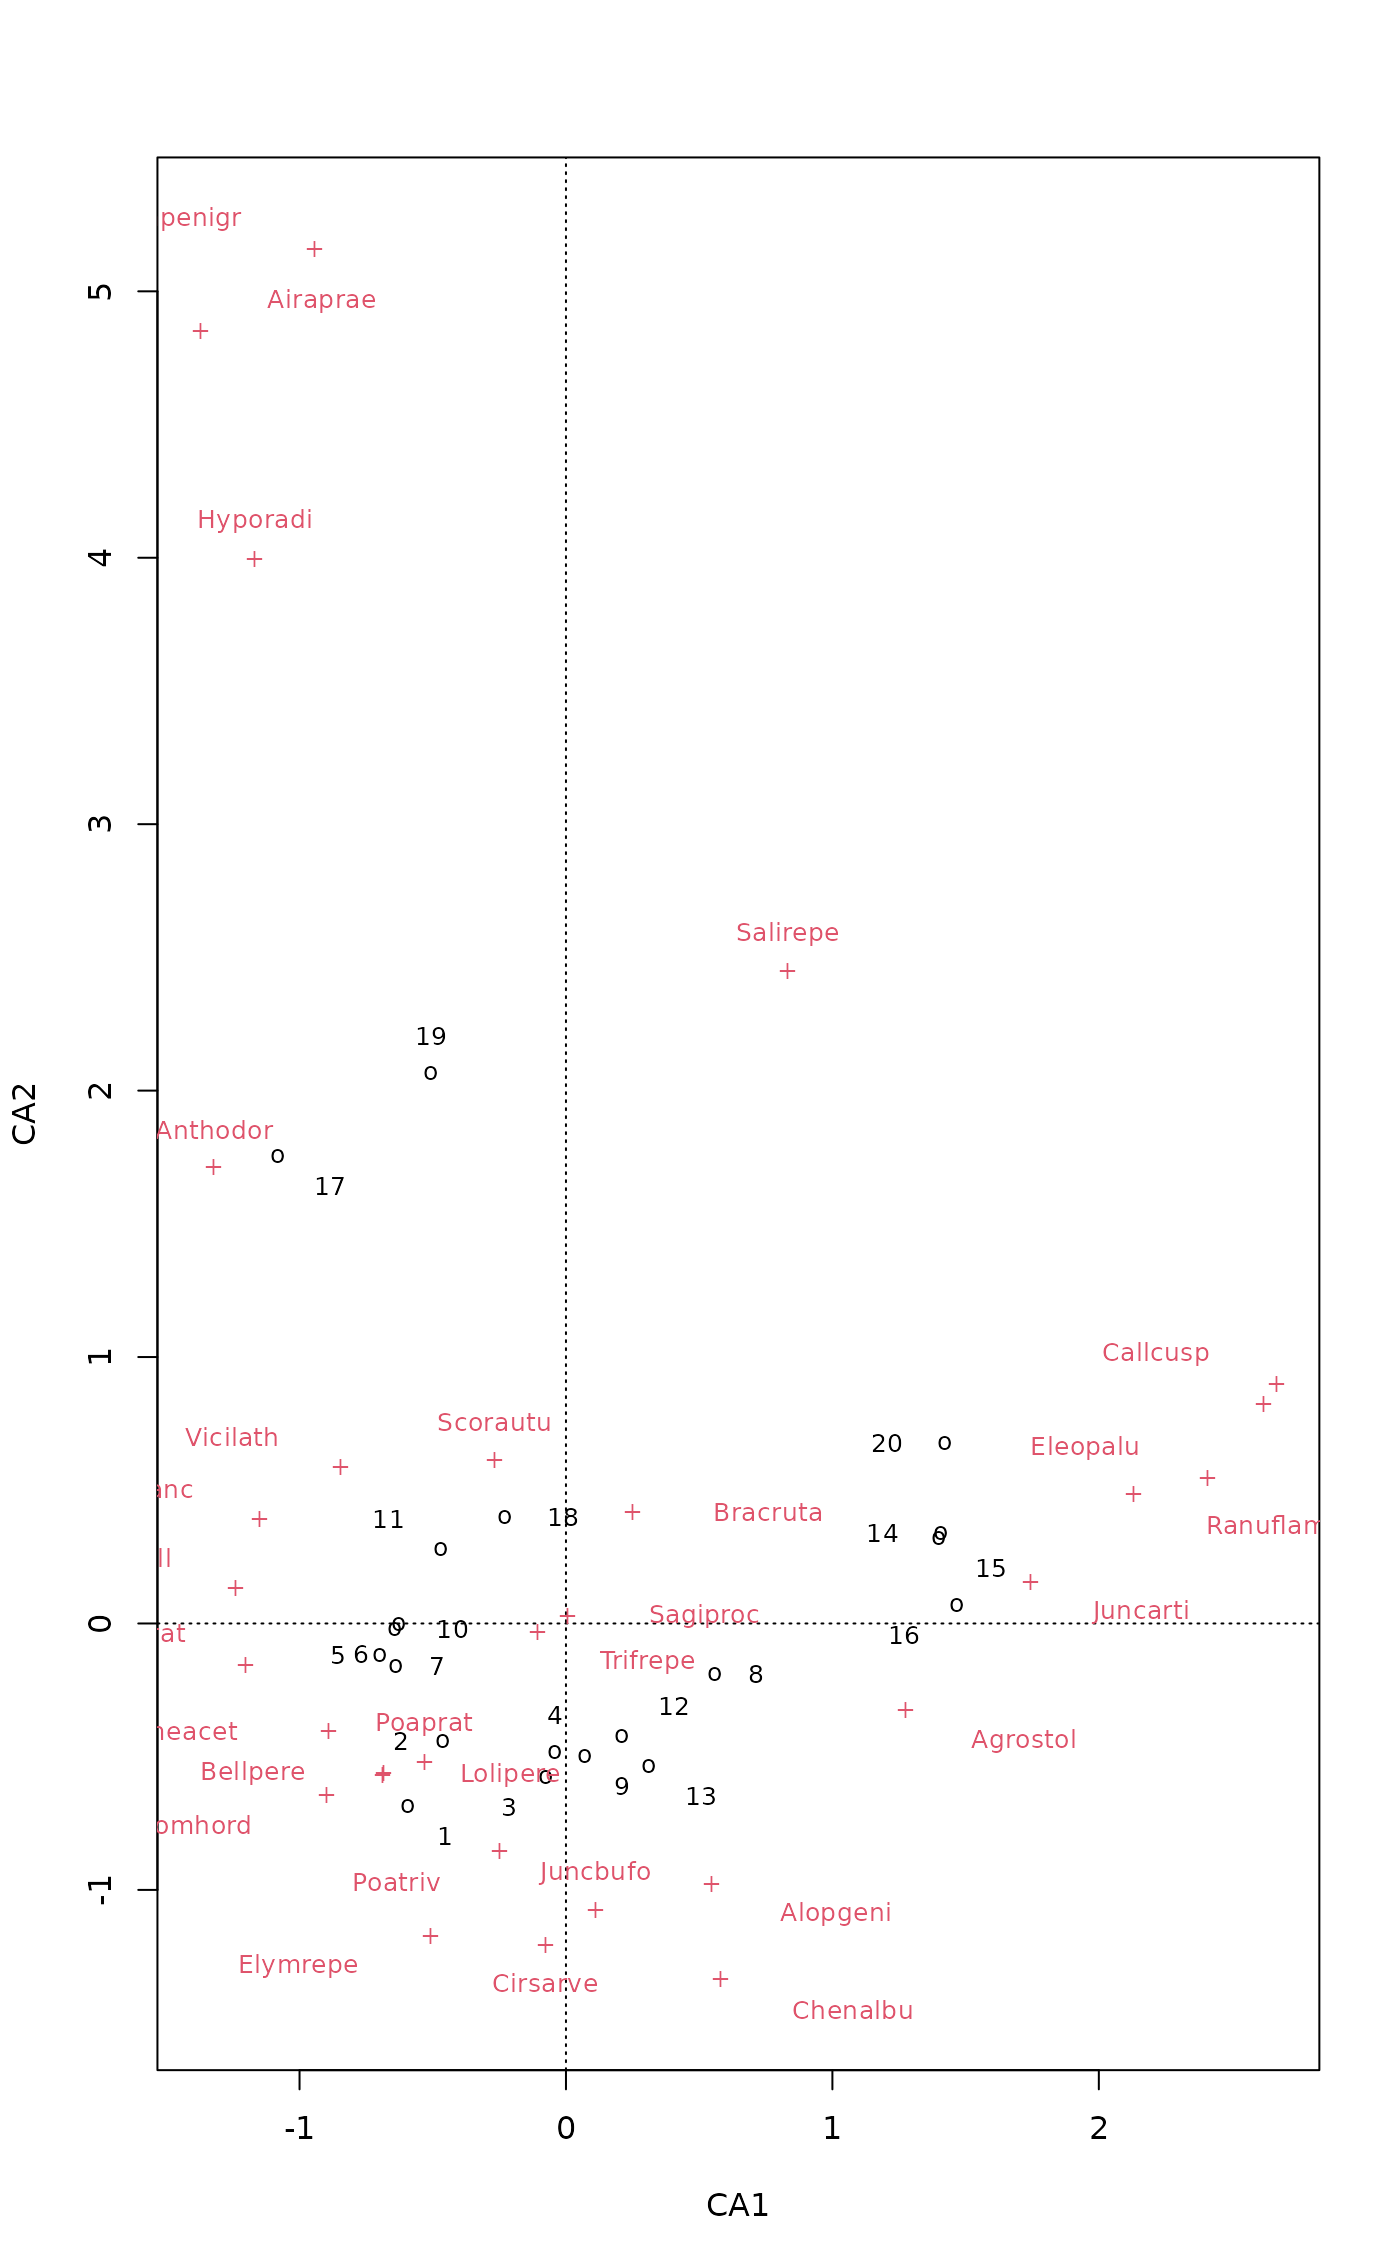 penigr
Airaprae
5
Hyporadi
4
3
Salirepe
19
2
CA2
Anthodor
17
1
Callcusp
Scorautu
Vicilath
20
Eleopalu
anc
11
18
Bracruta
14
Ranuflam
15
ll
Sagiproc
Juncarti
0
at
10
16
5 6
7
Trifrepe
8
12
4
Poaprat
neacet
2
Agrostol
Bellpere
Lolipere
9
13
3
omhord
1
Juncbufo
-1
Poatriv
Alopgeni
Elymrepe
Cirsarve
Chenalbu
-1 0 1 2
CA1